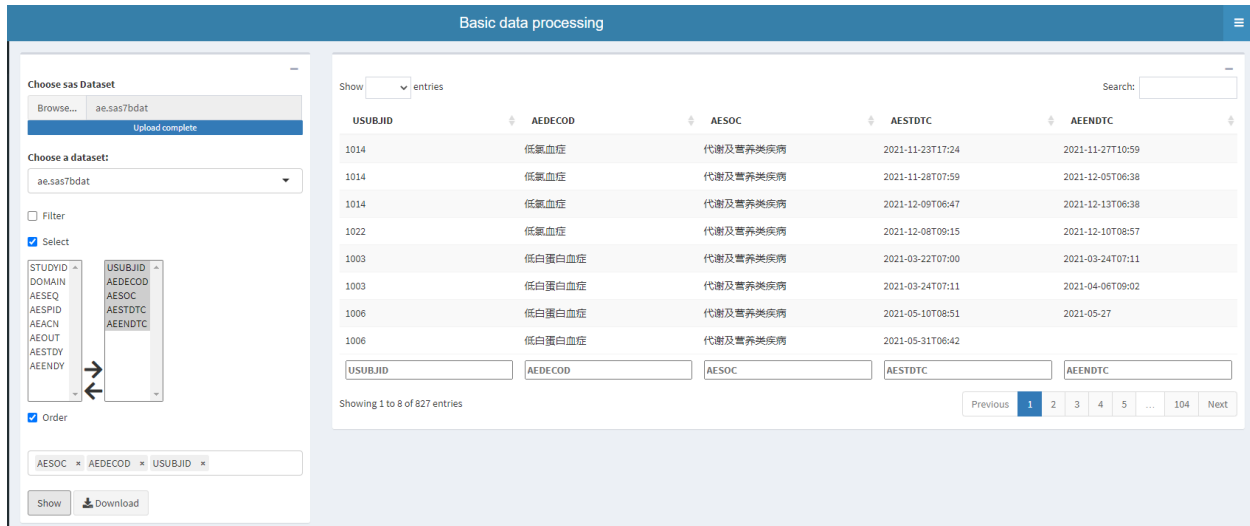 Basic data processing
Choose sas Dataset
Browse... ae.sas7bdat
Upload complete
Choose a dataset:
ae.sas7bdat
Filter
Select
STUDYID
DOMAIN
AESEQ
AESPID
AEACN
AEOUT
AESTDY
AEENDY
USUBJID
AEDECOD
AESOC
AESTDTC
AEENDTC
Order
AESOC × AEDECOD × USUBJID ×
Show Download
Show entries Search:
USUBJID AEDECOD AESOC AESTDTC AEENDTC
1014 低氯血症 代谢及营养类疾病 2021-11-23T17:24 2021-11-27T10:59
1014 低氯血症 代谢及营养类疾病 2021-11-28T07:59 2021-12-05T06:38
1014 低氯血症 代谢及营养类疾病 2021-12-09T06:47 2021-12-13T06:38
1022 低氯血症 代谢及营养类疾病 2021-12-08T09:15 2021-12-10T08:57
1003 低白蛋白血症 代谢及营养类疾病 2021-03-22T07:00 2021-03-24T07:11
1003 低白蛋白血症 代谢及营养类疾病 2021-03-24T07:11 2021-04-06T09:02
1006 低白蛋白血症 代谢及营养类疾病 2021-05-10T08:51 2021-05-27
1006 低白蛋白血症 代谢及营养类疾病 2021-05-31T06:42
USUBJID AEDECOD AESOC AESTDTC AEENDTC
Showing 1 to 8 of 827 entries
Previous 1 2 3 4 5 ... 104 Next